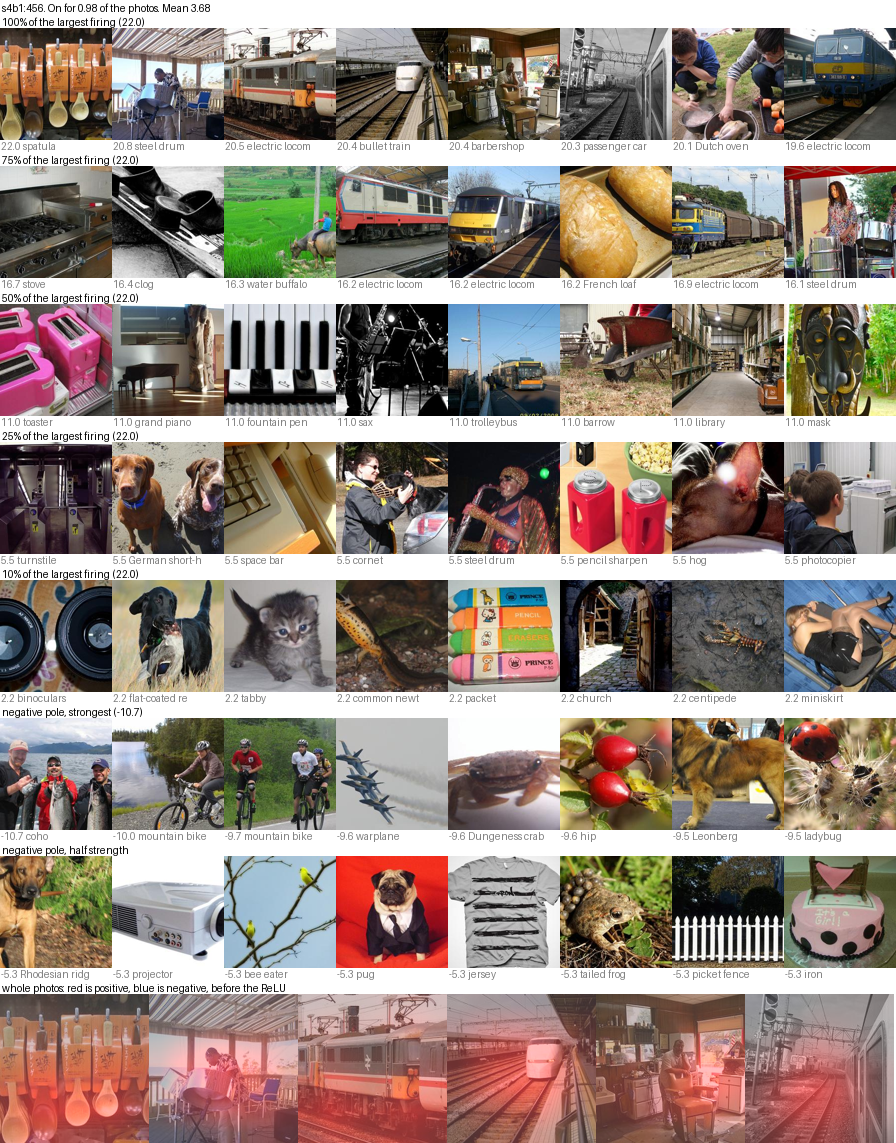 s4b1:456. On for 0.98 of the photos. Mean 3.68
100% of the largest firing (22.0)
22.0 spatula
20.8 steel drum
20.5 electric locom
20.4 bullet train
20.4 barbershop
20.3 passenger car
20.1 Dutch oven
19.6 electric locom
75% of the largest firing (22.0)
16.7 stove
16.4 clog
16.3 water buffalo
16.2 electric locom
16.2 electric locom
16.2 French loaf
16.9 electric locom
16.1 steel drum
50% of the largest firing (22.0)
11.0 toaster
11.0 grand piano
11.0 fountain pen
11.0 sax
11.0 trolleybus
11.0 barrow
11.0 library
11.0 mask
25% of the largest firing (22.0)
5.5 turnstile
5.5 German short-h
5.5 space bar
5.5 cornet
5.5 steel drum
5.5 pencil sharpen
5.5 hog
5.5 photocopier
10% of the largest firing (22.0)
PRINCE
PENCIL
ERASERS
PRINCE
2.2 binoculars
2.2 flat-coated re
2.2 tabby
2.2 common newt
2.2 packet
2.2 church
2.2 centipede
2.2 miniskirt
negative pole, strongest (-10.7)
-10.7 coho
-10.0 mountain bike
-9.7 mountain bike
-9.6 warplane
-9.6 Dungeness crab
-9.6 hip
-9.5 Leonberg
-9.5 ladybug
negative pole, half strength
-5.3 Rhodesian ridg
-5.3 projector
-5.3 bee eater
-5.3 pug
-5.3 jersey
-5.3 tailed frog
-5.3 picket fence
-5.3 iron
whole photos: red is positive, blue is negative, before the ReLU